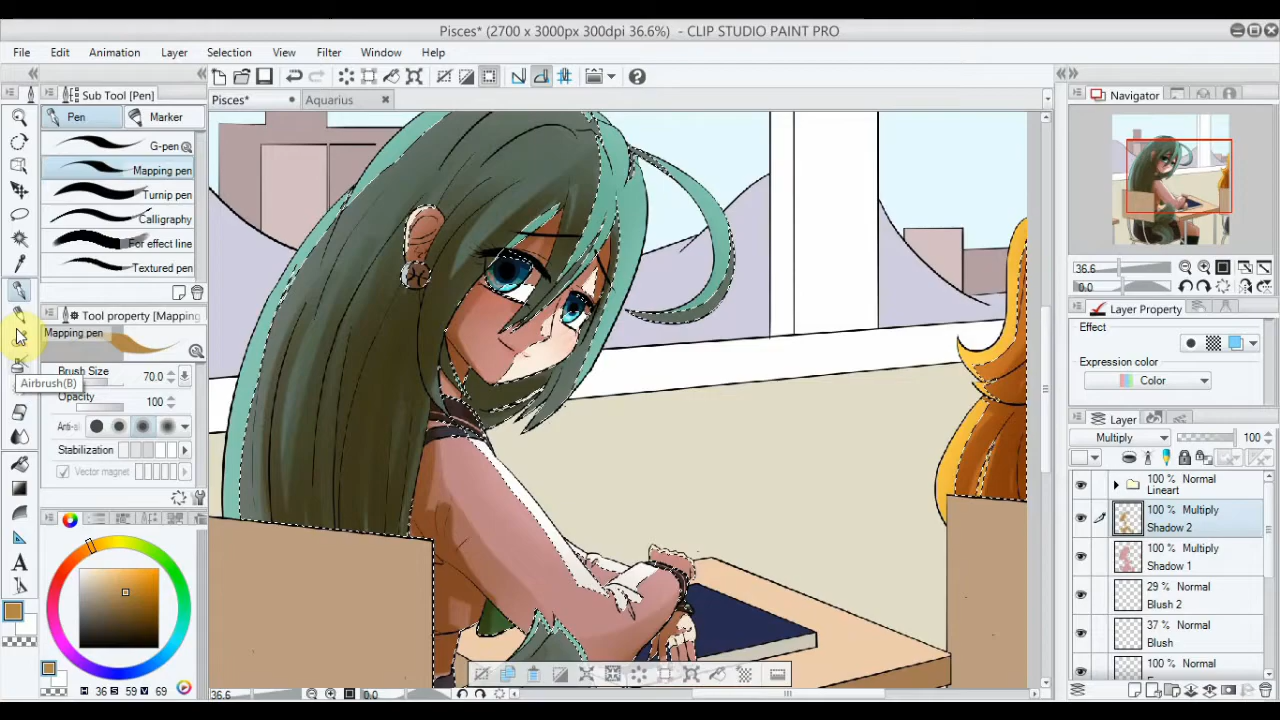 Pisces* (2700 x 3000px 300dpi 36.6%) - CLIP STUDIO PAINT PRO
File Edit Animation Layer Selection View Filter Window Help
Sub Tool [Pen]
Pisces* Aquarius
Navigator
Pen Marker
G-pen
Mapping pen
Turnip pen
Calligraphy
For effect line
Textured pen
36.6
0.0
Tool property [Mapping
Mapping pen
Layer Property
Effect
Brush Size 70.0
Airbrush(B)
Expression color
Color
Opacity 100
Layer
Stabilization
Multiply 100
Vector magnet
100 % Normal
Lineart
100 % Multiply
Shadow 2
100 % Multiply
Shadow 1
29 % Normal
Blush 2
37 % Normal
Blush
100 % Normal
H 36 S 59 V 69
36.6 0.0